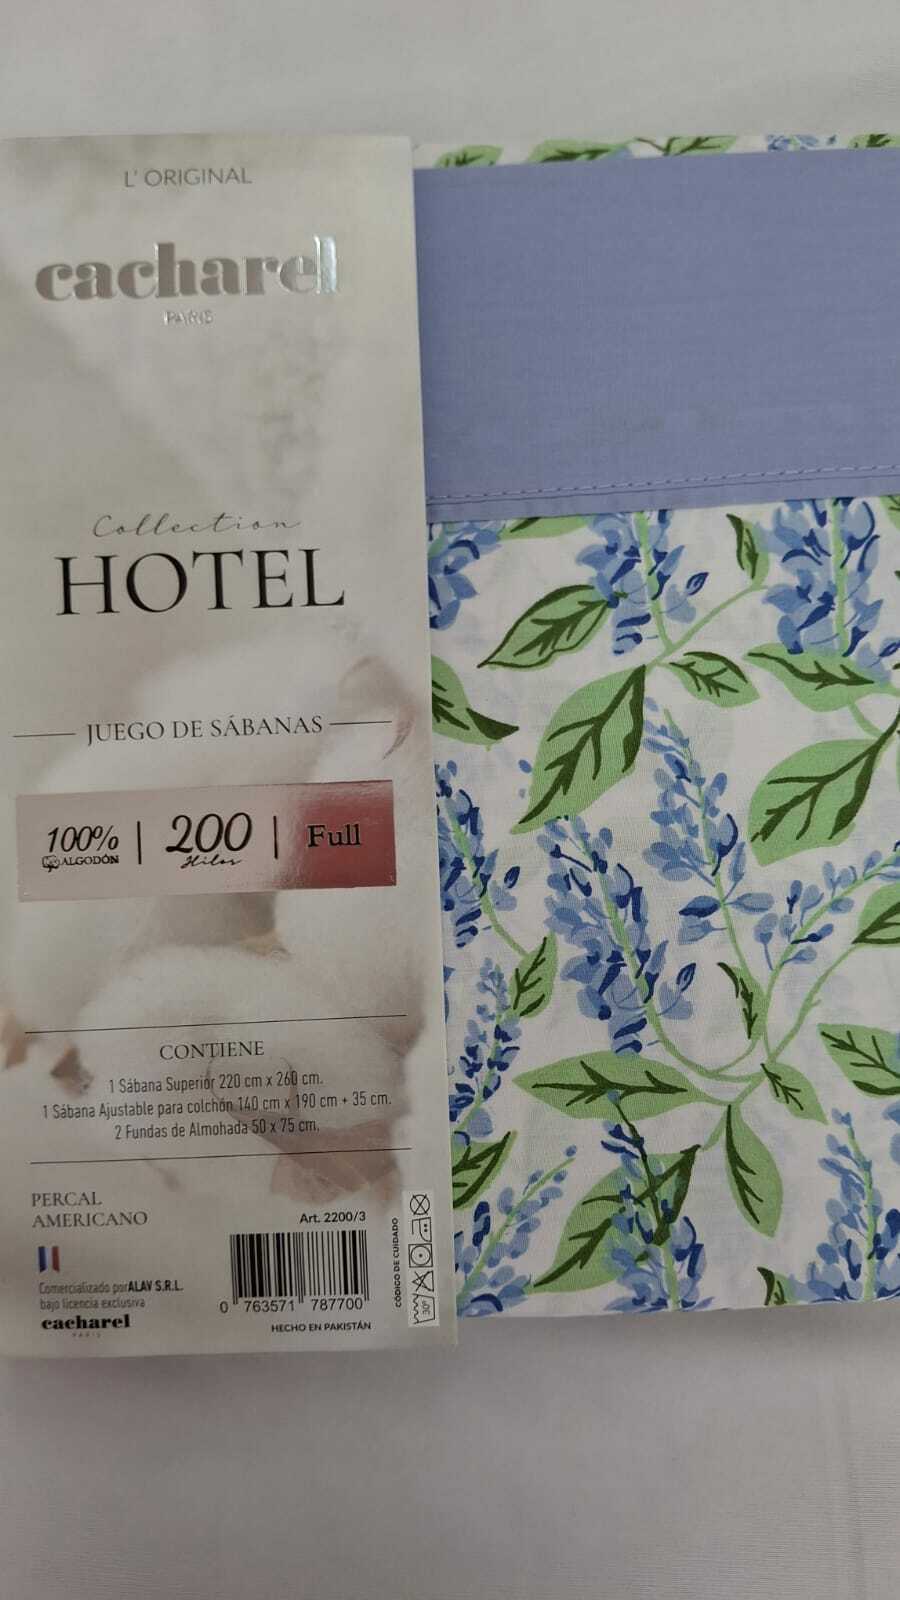 L' ORIGINAL
cacharel
PARIS
Collection
HOTEL
JUEGO DE SÁBANAS
100% ALGODÓN | 200 Hilos | Full
CONTIENE
1 Sábana Superior 220 cm x 260 cm.
1 Sábana Ajustable para colchón 140 cm x 190 cm + 35 cm.
2 Fundas de Almohada 50 x 75 cm.
PERCAL
AMERICANO
Art. 2200/3
Comercializado porALAV S.R.L.
bajo licencia exclusiva
cacharel
PARIS
0 763571 787700
HECHO EN PAKISTÁN
CÓDIGO DE CUIDADO
30º